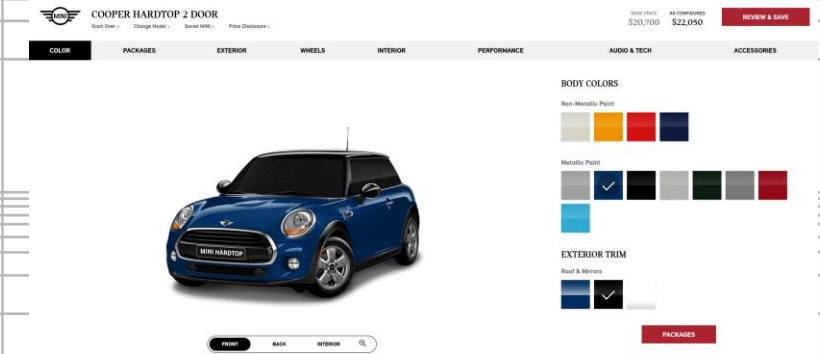 MINI
COOPER HARDTOP 2 DOOR
Start Over > Change Model > Saved MINIs > Price Disclosure >
BASE PRICE AS CONFIGURED
$20,700 $22,050
REVIEW & SAVE
COLOR PACKAGES EXTERIOR WHEELS INTERIOR PERFORMANCE AUDIO & TECH ACCESSORIES
BODY COLORS
Non-Metallic Paint
Metallic Paint
MINI HARDTOP
EXTERIOR TRIM
Roof & Mirrors
PACKAGES
FRONT BACK INTERIOR